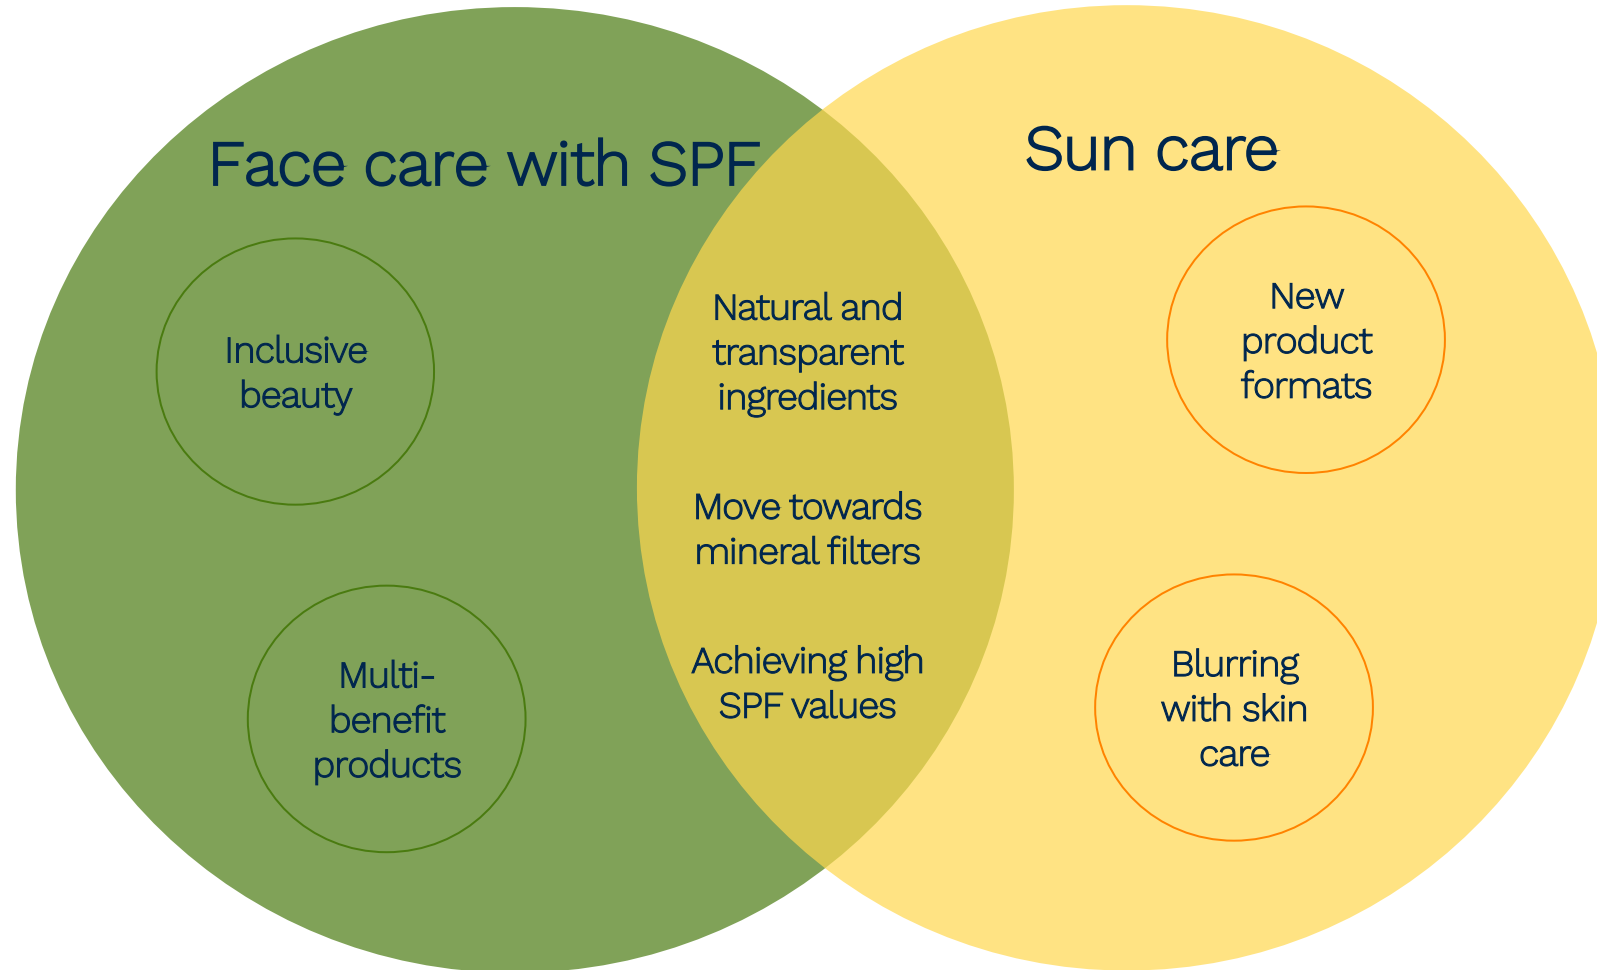 Face care with SPF
Inclusive
beauty
Multi-
benefit
products
Natural and
transparent
ingredients
Move towards
mineral filters
Achieving high
SPF values
Sun care
New
product
formats
Blurring
with skin
care